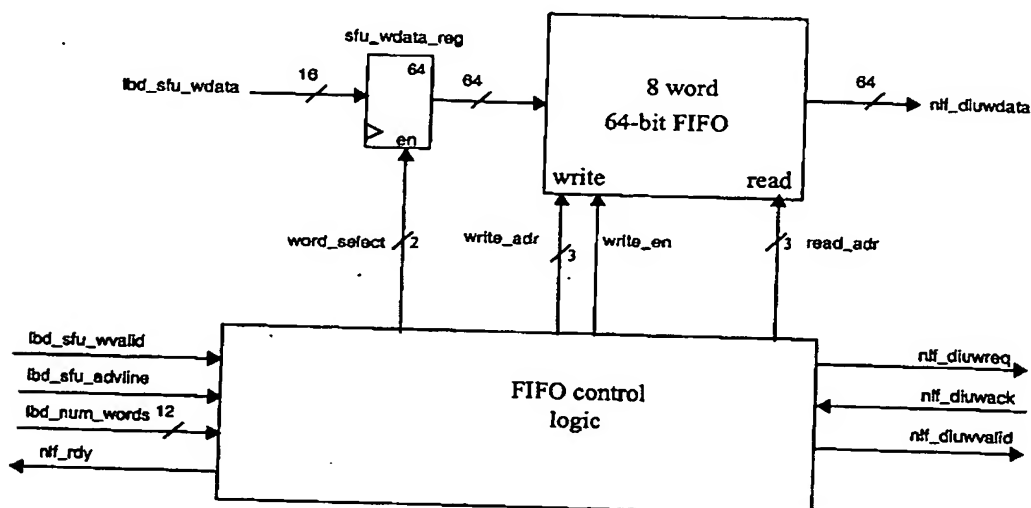 sfu_wdata_reg
lbd_sfu_wdata
16
64
64
en
8 word
64-bit FIFO
write
read
64
nlf_diuwdata
word_select
2
write_adr
3
write_en
3
read_adr
lbd_sfu_wvalid
lbd_sfu_advline
lbd_num_words
12
nlf_rdy
FIFO control
logic
nlf_diuwreq
nlf_diuwack
nlf_diuwvalid